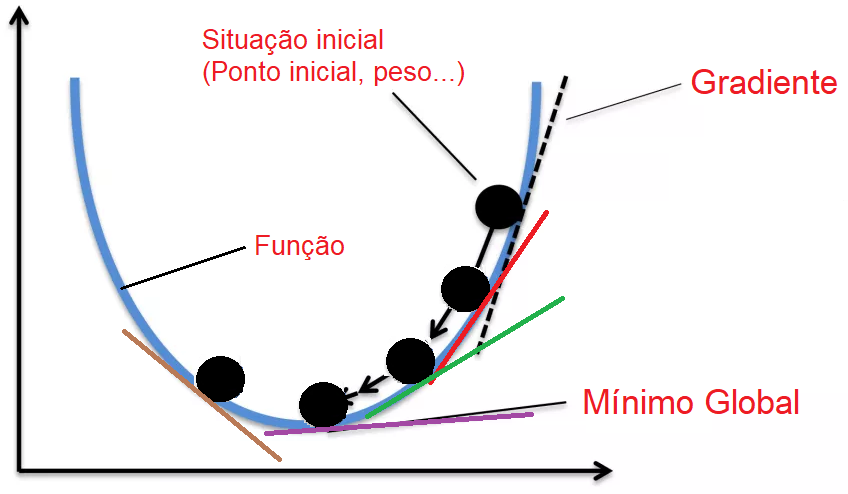 Situação inicial
(Ponto inicial, peso...)
Gradiente
Função
Mínimo Global